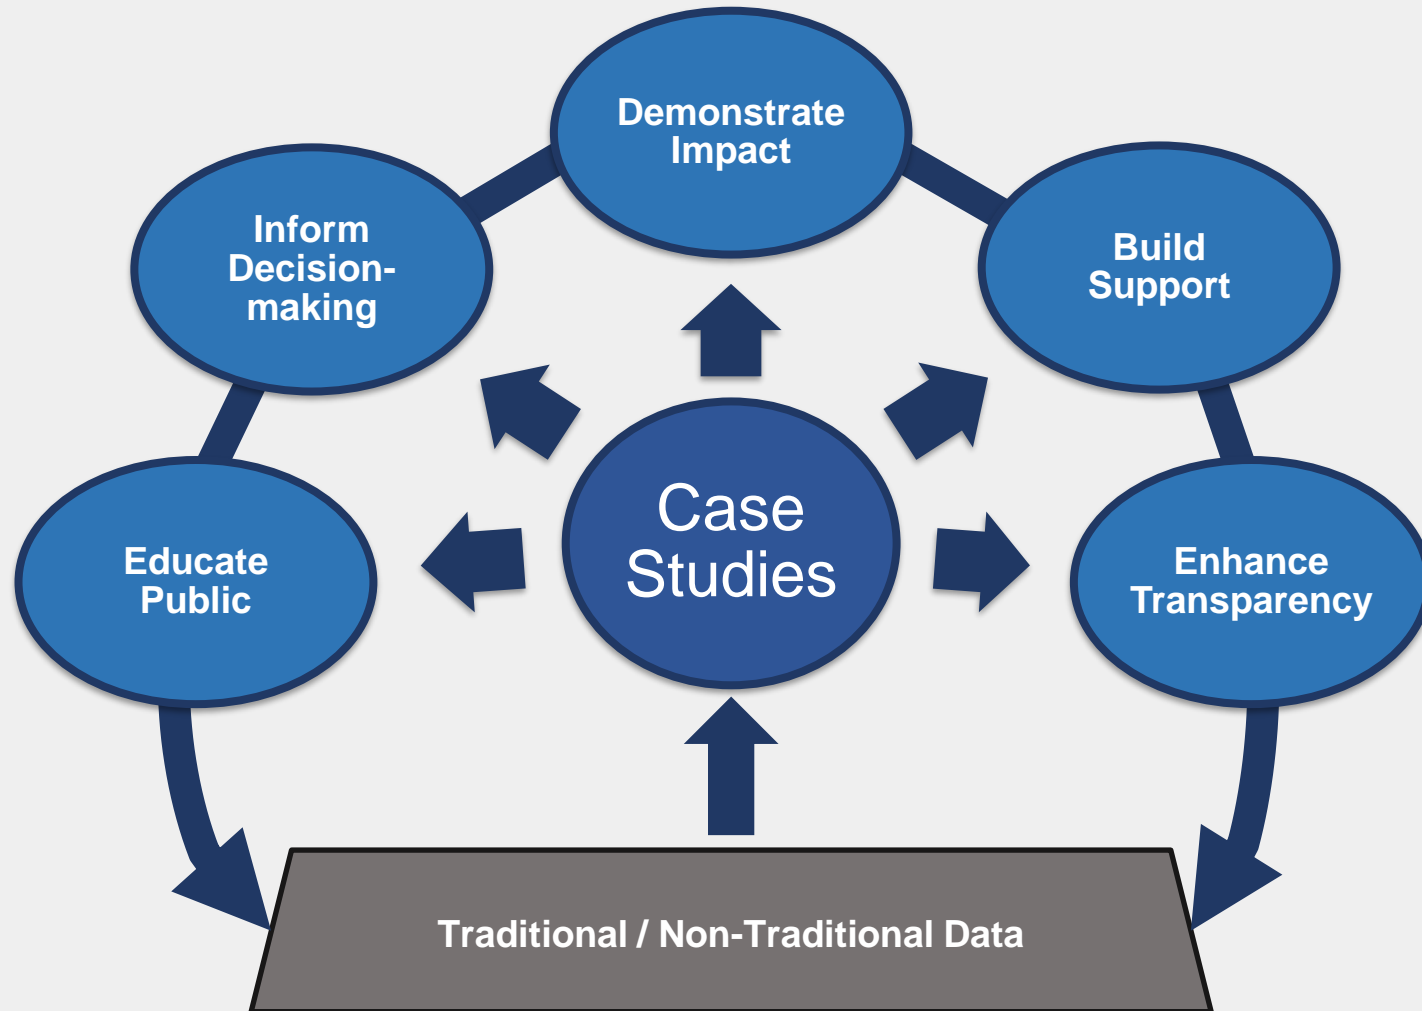 Demonstrate
Impact
Inform
Decision-
making
Build
Support
Case
Studies
Educate
Public
Enhance
Transparency
Traditional / Non-Traditional Data